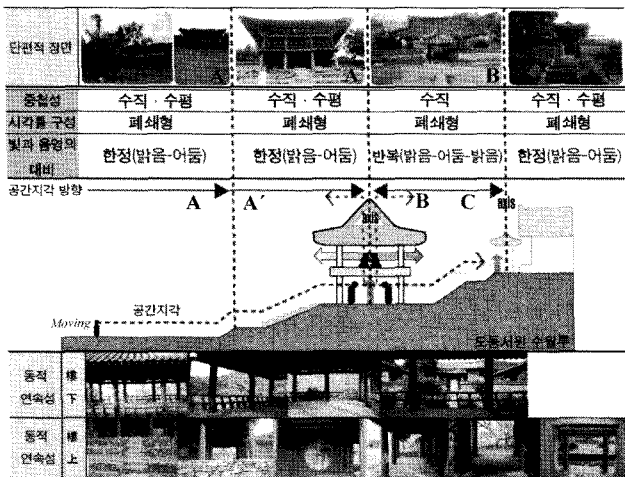 단편적 장면
A
A
B
중첩성
수직 · 수평
수직 · 수평
수직
수직 · 수평
시각틀 구성
폐쇄형
폐쇄형
폐쇄형
폐쇄형
빛과 음영의 대비
한정(밝음-어둠)
한정(밝음-어둠)
반복(밝음-어둠-밝음)
한정(밝음-어둠)
공간지각 방향
A
A´
B
C
axis
axis
공간지각
Moving
도동서원 수월루
동적 연속성
樓下
동적 연속성
樓上